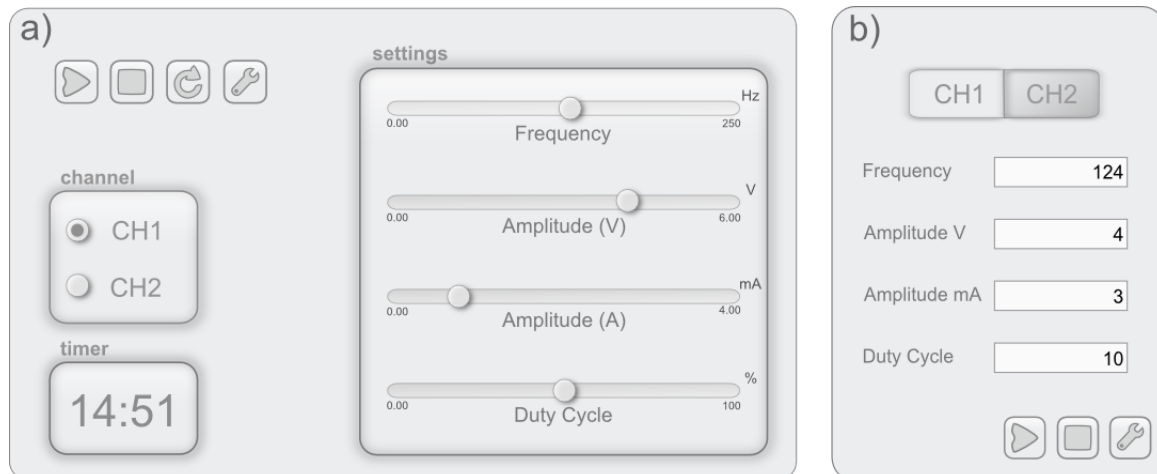 a)
settings
Hz
0.00
250
Frequency
V
0.00
6.00
Amplitude (V)
mA
0.00
4.00
Amplitude (A)
%
0.00
100
Duty Cycle
channel
CH1
CH2
timer
14:51
b)
CH1 CH2
Frequency 124
Amplitude V 4
Amplitude mA 3
Duty Cycle 10